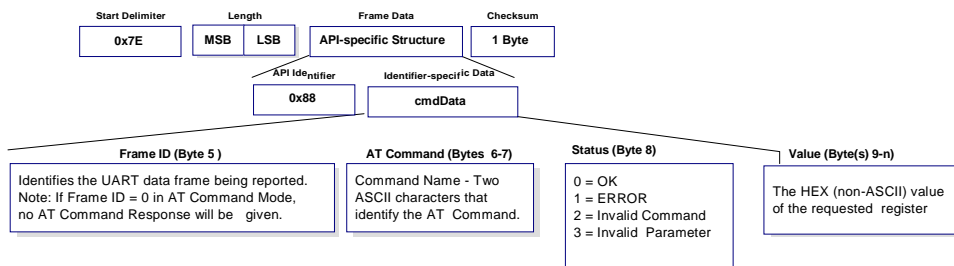 Start Delimiter Length Frame Data Checksum
0x7E MSB LSB API-specific Structure 1 Byte
API Identifier Identifier-specific Data
0x88 cmdData
Frame ID (Byte 5 )
Identifies the UART data frame being reported.
Note: If Frame ID = 0 in AT Command Mode,
no AT Command Response will be given.
AT Command (Bytes 6-7)
Command Name - Two
ASCII characters that
identify the AT Command.
Status (Byte 8)
0 = OK
1 = ERROR
2 = Invalid Command
3 = Invalid Parameter
Value (Byte(s) 9-n)
The HEX (non-ASCII) value
of the requested register